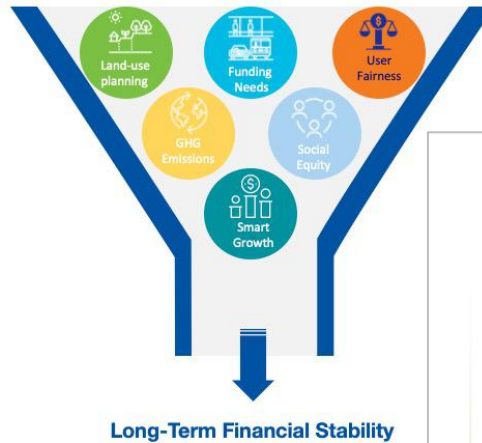 Land-use
planning
Funding
Needs
User
Fairness
GHG
Emissions
Social
Equity
$
Smart
Growth
Long-Term Financial Stability